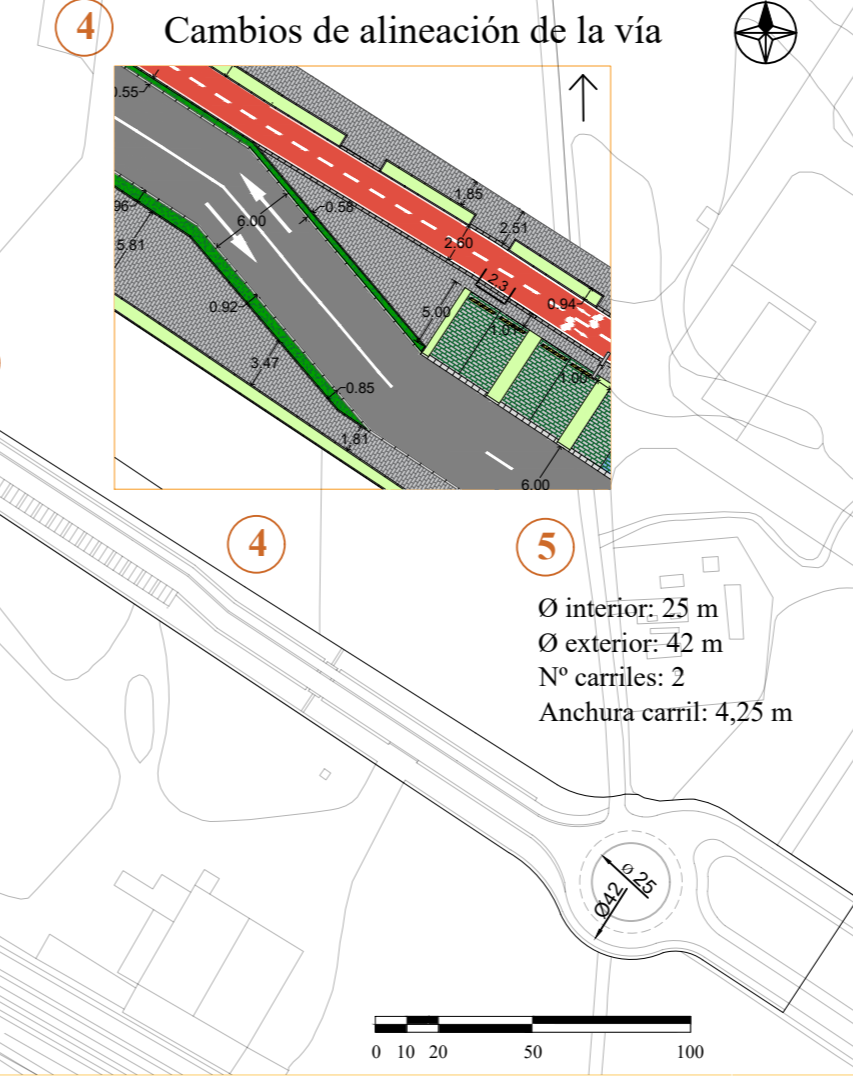 4 Cambios de alineación de la vía
0.55
1.85
96
0.58
2.51
6.00
5.81
2.60
2.3
0.94
0.92
5.00
1.01
3.47
1.00
0.85
1.81
6.00
4
5
Ø interior: 25 m
Ø exterior: 42 m
Nº carriles: 2
Anchura carril: 4,25 m
Ø 25
Ø42
0 10 20 50 100